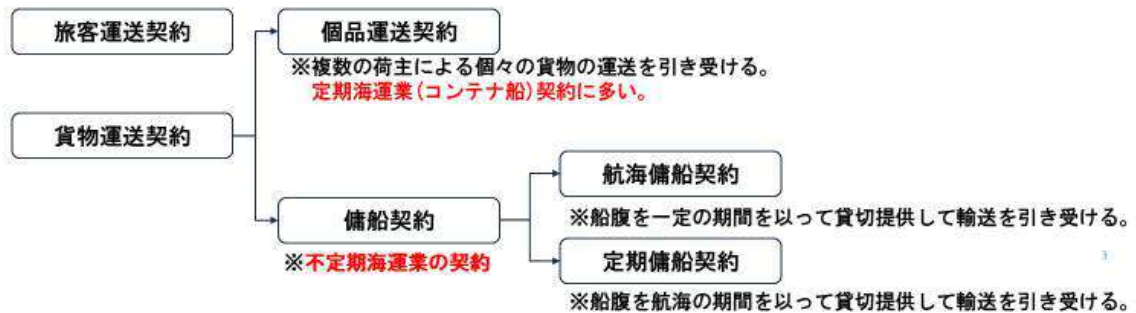 旅客運送契約
個品運送契約
※複数の荷主による個々の貨物の運送を引き受ける。
定期海運業(コンテナ船)契約に多い。
貨物運送契約
航海傭船契約
※船腹を一定の期間を以って貸切提供して輸送を引き受ける。
傭船契約
※不定期海運業の契約
定期傭船契約
3
※船腹を航海の期間を以って貸切提供して輸送を引き受ける。